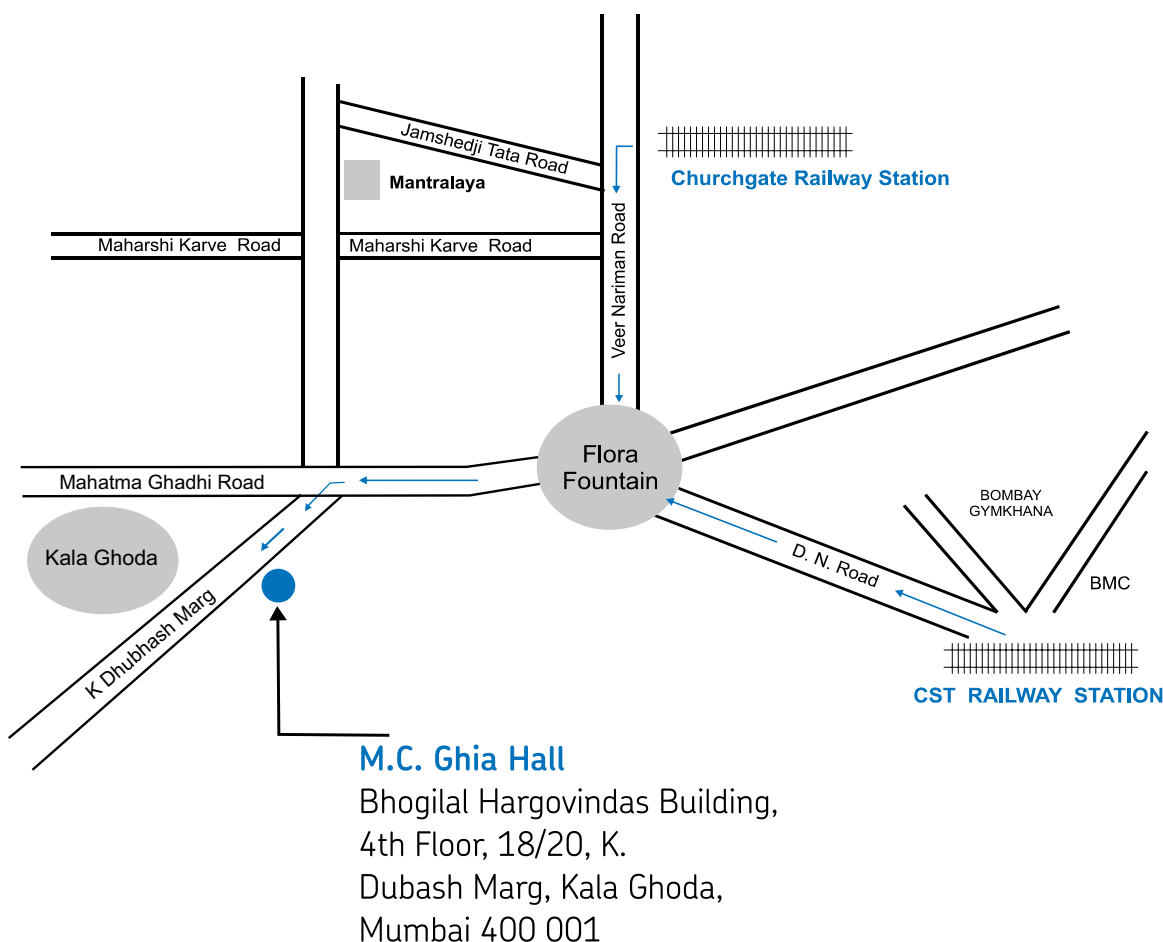 Jamshedji Tata Road
Churchgate Railway Station
Mantralaya
Maharshi Karve Road
Maharshi Karve Road
Veer Nariman Road
Flora
Fountain
Mahatma Ghadhi Road
Kala Ghoda
K Dhubhash Marg
D. N. Road
BOMBAY
GYMKHANA
BMC
CST RAILWAY STATION
M.C. Ghia Hall
Bhogilal Hargovindas Building,
4th Floor, 18/20, K.
Dubash Marg, Kala Ghoda,
Mumbai 400 001